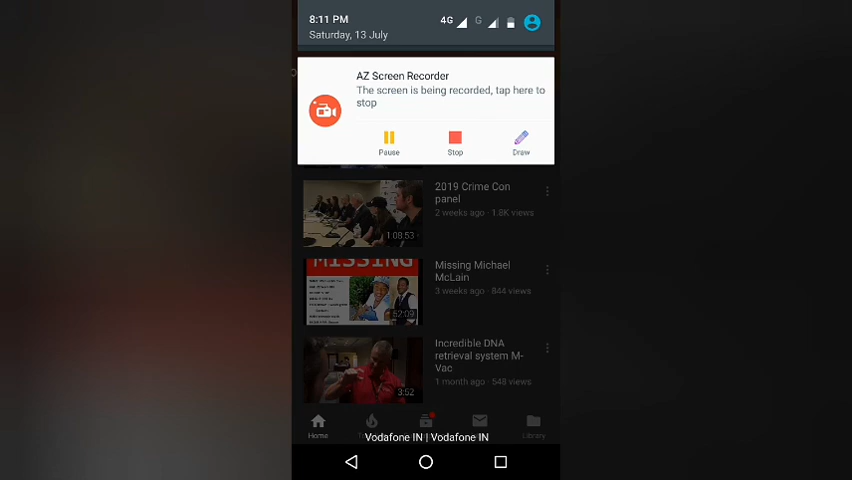 8:11 PM
4G
G
Saturday, 13 July
AZ Screen Recorder
The screen is being recorded, tap here to
stop
Pause
Stop
Draw
2019 Crime Con
panel
2 weeks ago · 1.8K views
1:08:53
MISSING
Missing Michael
McLain
3 weeks ago · 844 views
52:09
Incredible DNA
retrieval system M-
Vac
1 month ago · 548 views
3:52
Home
Library
Vodafone IN | Vodafone IN